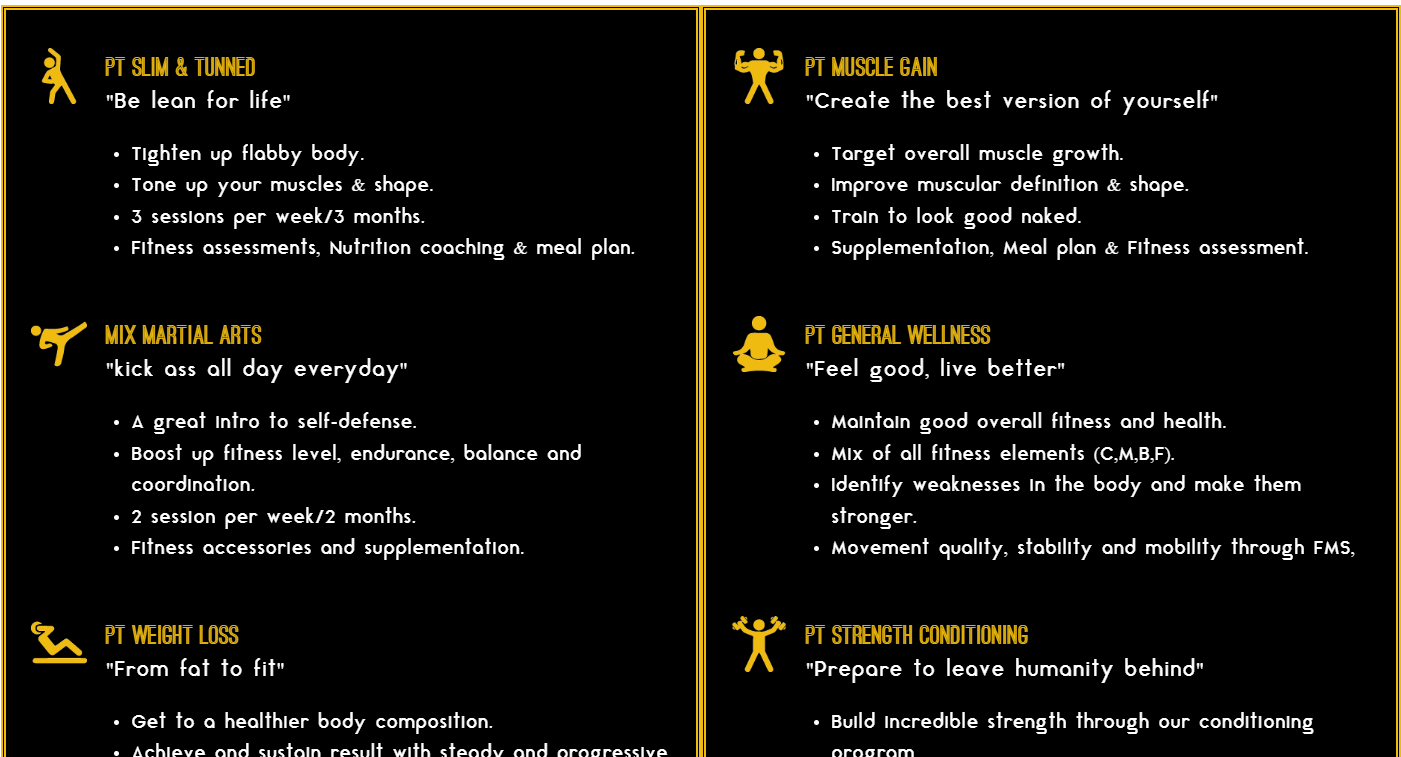 PT SLIM & TUNNED
"Be lean for life"
• Tighten up flabby body.
• Tone up your muscles & shape.
• 3 sessions per week/3 months.
• Fitness assessments, Nutrition coaching & meal plan.
MIX MARTIAL ARTS
"kick ass all day everyday"
• A great intro to self-defense.
• Boost up fitness level, endurance, balance and
coordination.
• 2 session per week/2 months.
• Fitness accessories and supplementation.
PT WEIGHT LOSS
"From fat to fit"
• Get to a healthier body composition.
• Achieve and sustain result with steady and progressive
PT MUSCLE GAIN
"Create the best version of yourself"
• Target overall muscle growth.
• Improve muscular definition & shape.
• Train to look good naked.
• Supplementation, Meal plan & Fitness assessment.
PT GENERAL WELLNESS
"Feel good, live better"
• Maintain good overall fitness and health.
• Mix of all fitness elements (C,M,B,F).
• Identify weaknesses in the body and make them
stronger.
• Movement quality, stability and mobility through FMS,
PT STRENGTH CONDITIONING
"Prepare to leave humanity behind"
• Build incredible strength through our conditioning
program